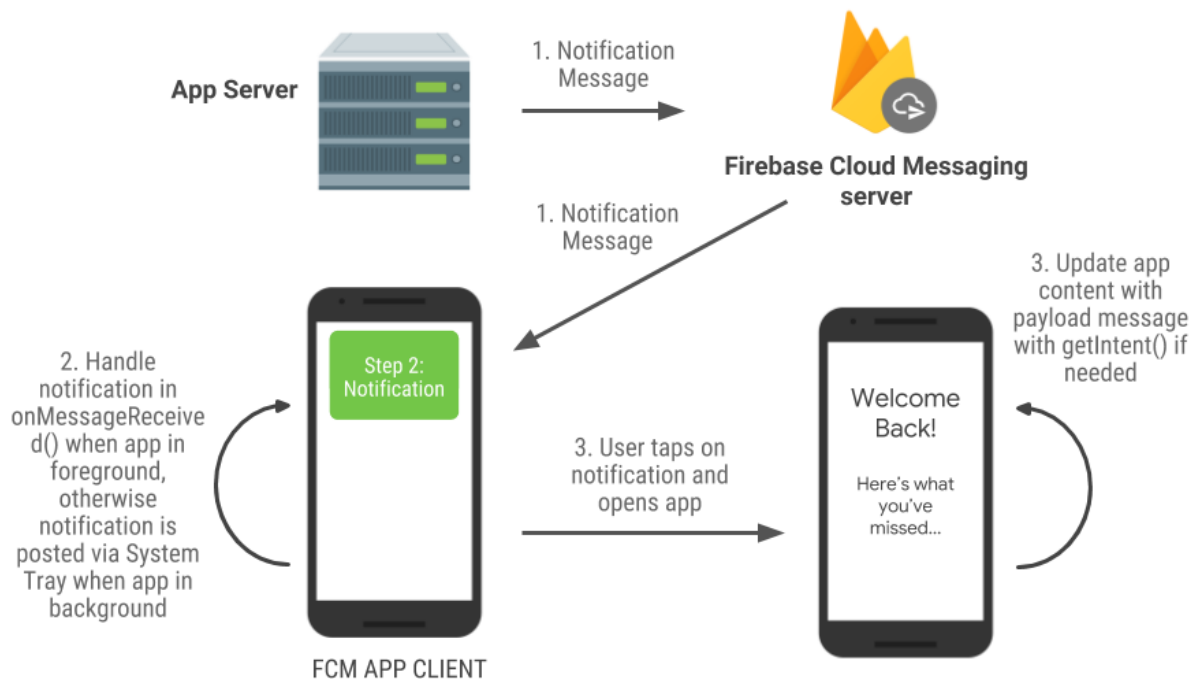 App Server
1. Notification
Message
Firebase Cloud Messaging
server
1. Notification
Message
2. Handle
notification in
onMessageReceive
d() when app in
foreground,
otherwise
notification is
posted via System
Tray when app in
background
Step 2:
Notification
FCM APP CLIENT
3. User taps on
notification and
opens app
Welcome
Back!
Here's what
you've
missed...
3. Update app
content with
payload message
with getIntent() if
needed